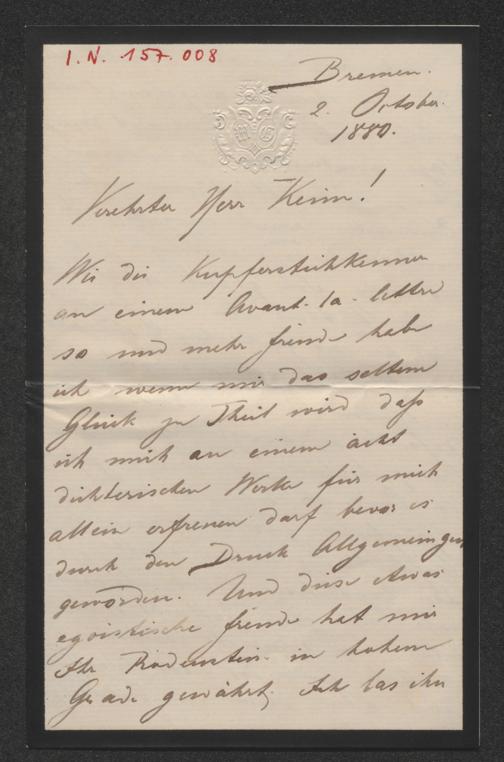 I.N. 157.008
Bremen.
2. October
1880.
Verehrter Herr Keim!
Wie die Kupferstichkenner
an einem Avant-la-lettre
so und mehr freude habe
ich wenn mir das seltene
Glück zu Theil wird daß
ich mich an einem ächt
dichterischen Werke für mich
allein erfreuen darf bevor es
durch den Druck Allgemeingut
geworden. Und diese etwas
egoistische freude hat mir
Ihr in hohem
Grade gewährt. Ich las ihn